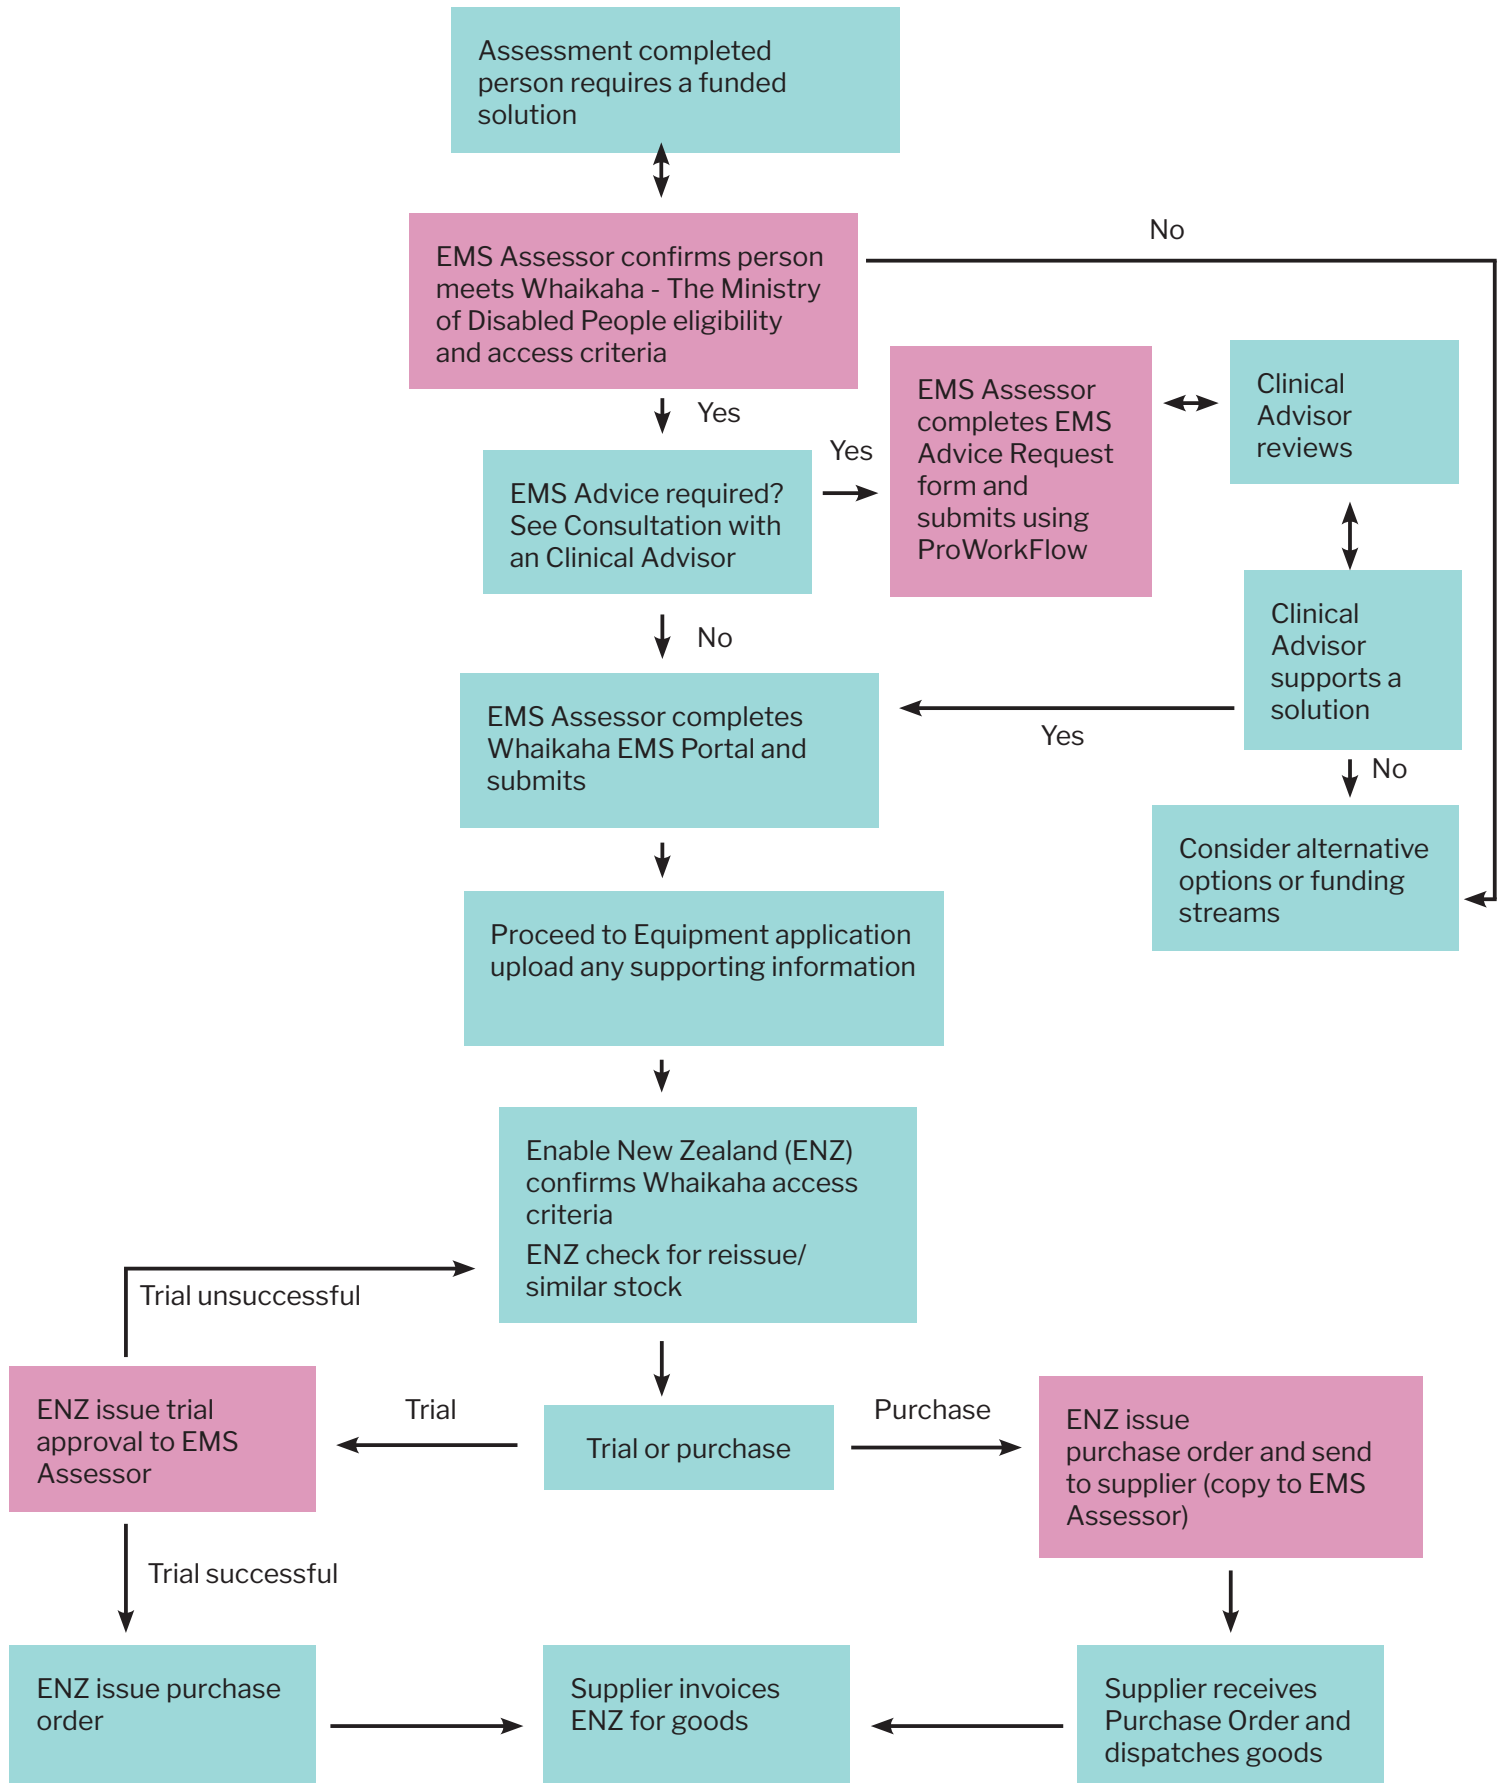 Assessment completed
person requires a funded
solution
No
EMS Assessor confirms person
meets Whaikaha - The Ministry
of Disabled People eligibility
and access criteria
Yes
EMS Advice required?
See Consultation with
an Clinical Advisor
Yes
EMS Assessor
completes EMS
Advice Request
form and
submits using
ProWorkFlow
Clinical
Advisor
reviews
Clinical
Advisor
supports a
solution
No
Yes
No
Consider alternative
options or funding
streams
EMS Assessor completes
Whaikaha EMS Portal and
submits
Proceed to Equipment application
upload any supporting information
Enable New Zealand (ENZ)
confirms Whaikaha access
criteria
ENZ check for reissue/
similar stock
Trial unsuccessful
ENZ issue trial
approval to EMS
Assessor
Trial
Trial or purchase
Purchase
ENZ issue
purchase order and send
to supplier (copy to EMS
Assessor)
Trial successful
ENZ issue purchase
order
Supplier invoices
ENZ for goods
Supplier receives
Purchase Order and
dispatches goods